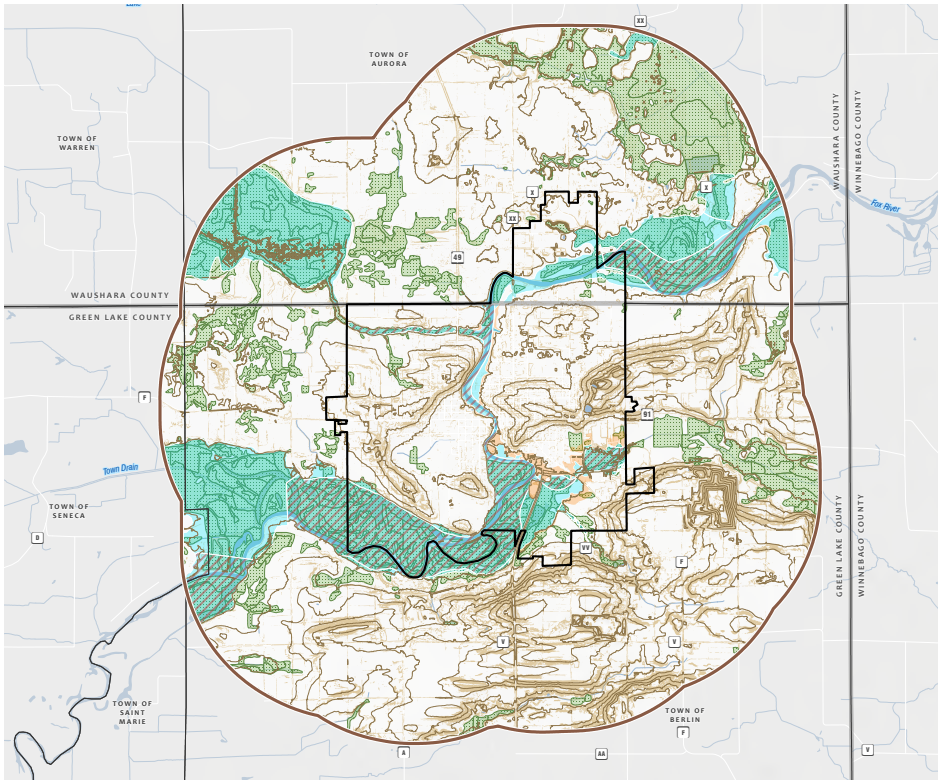 Lake
XX
TOWN OF
AURORA
TOWN OF
WARREN
WAUSHARA COUNTY
WINNEBAGO COUNTY
X
X
Fox River
XX
49
WAUSHARA COUNTY
GREEN LAKE COUNTY
F
91
Town Drain
TOWN OF
SENECA
D
GREEN LAKE COUNTY
WINNEBAGO COUNTY
VV
F
V
V
TOWN OF
SAINT
MARIE
TOWN OF
BERLIN
F
A
AA
V